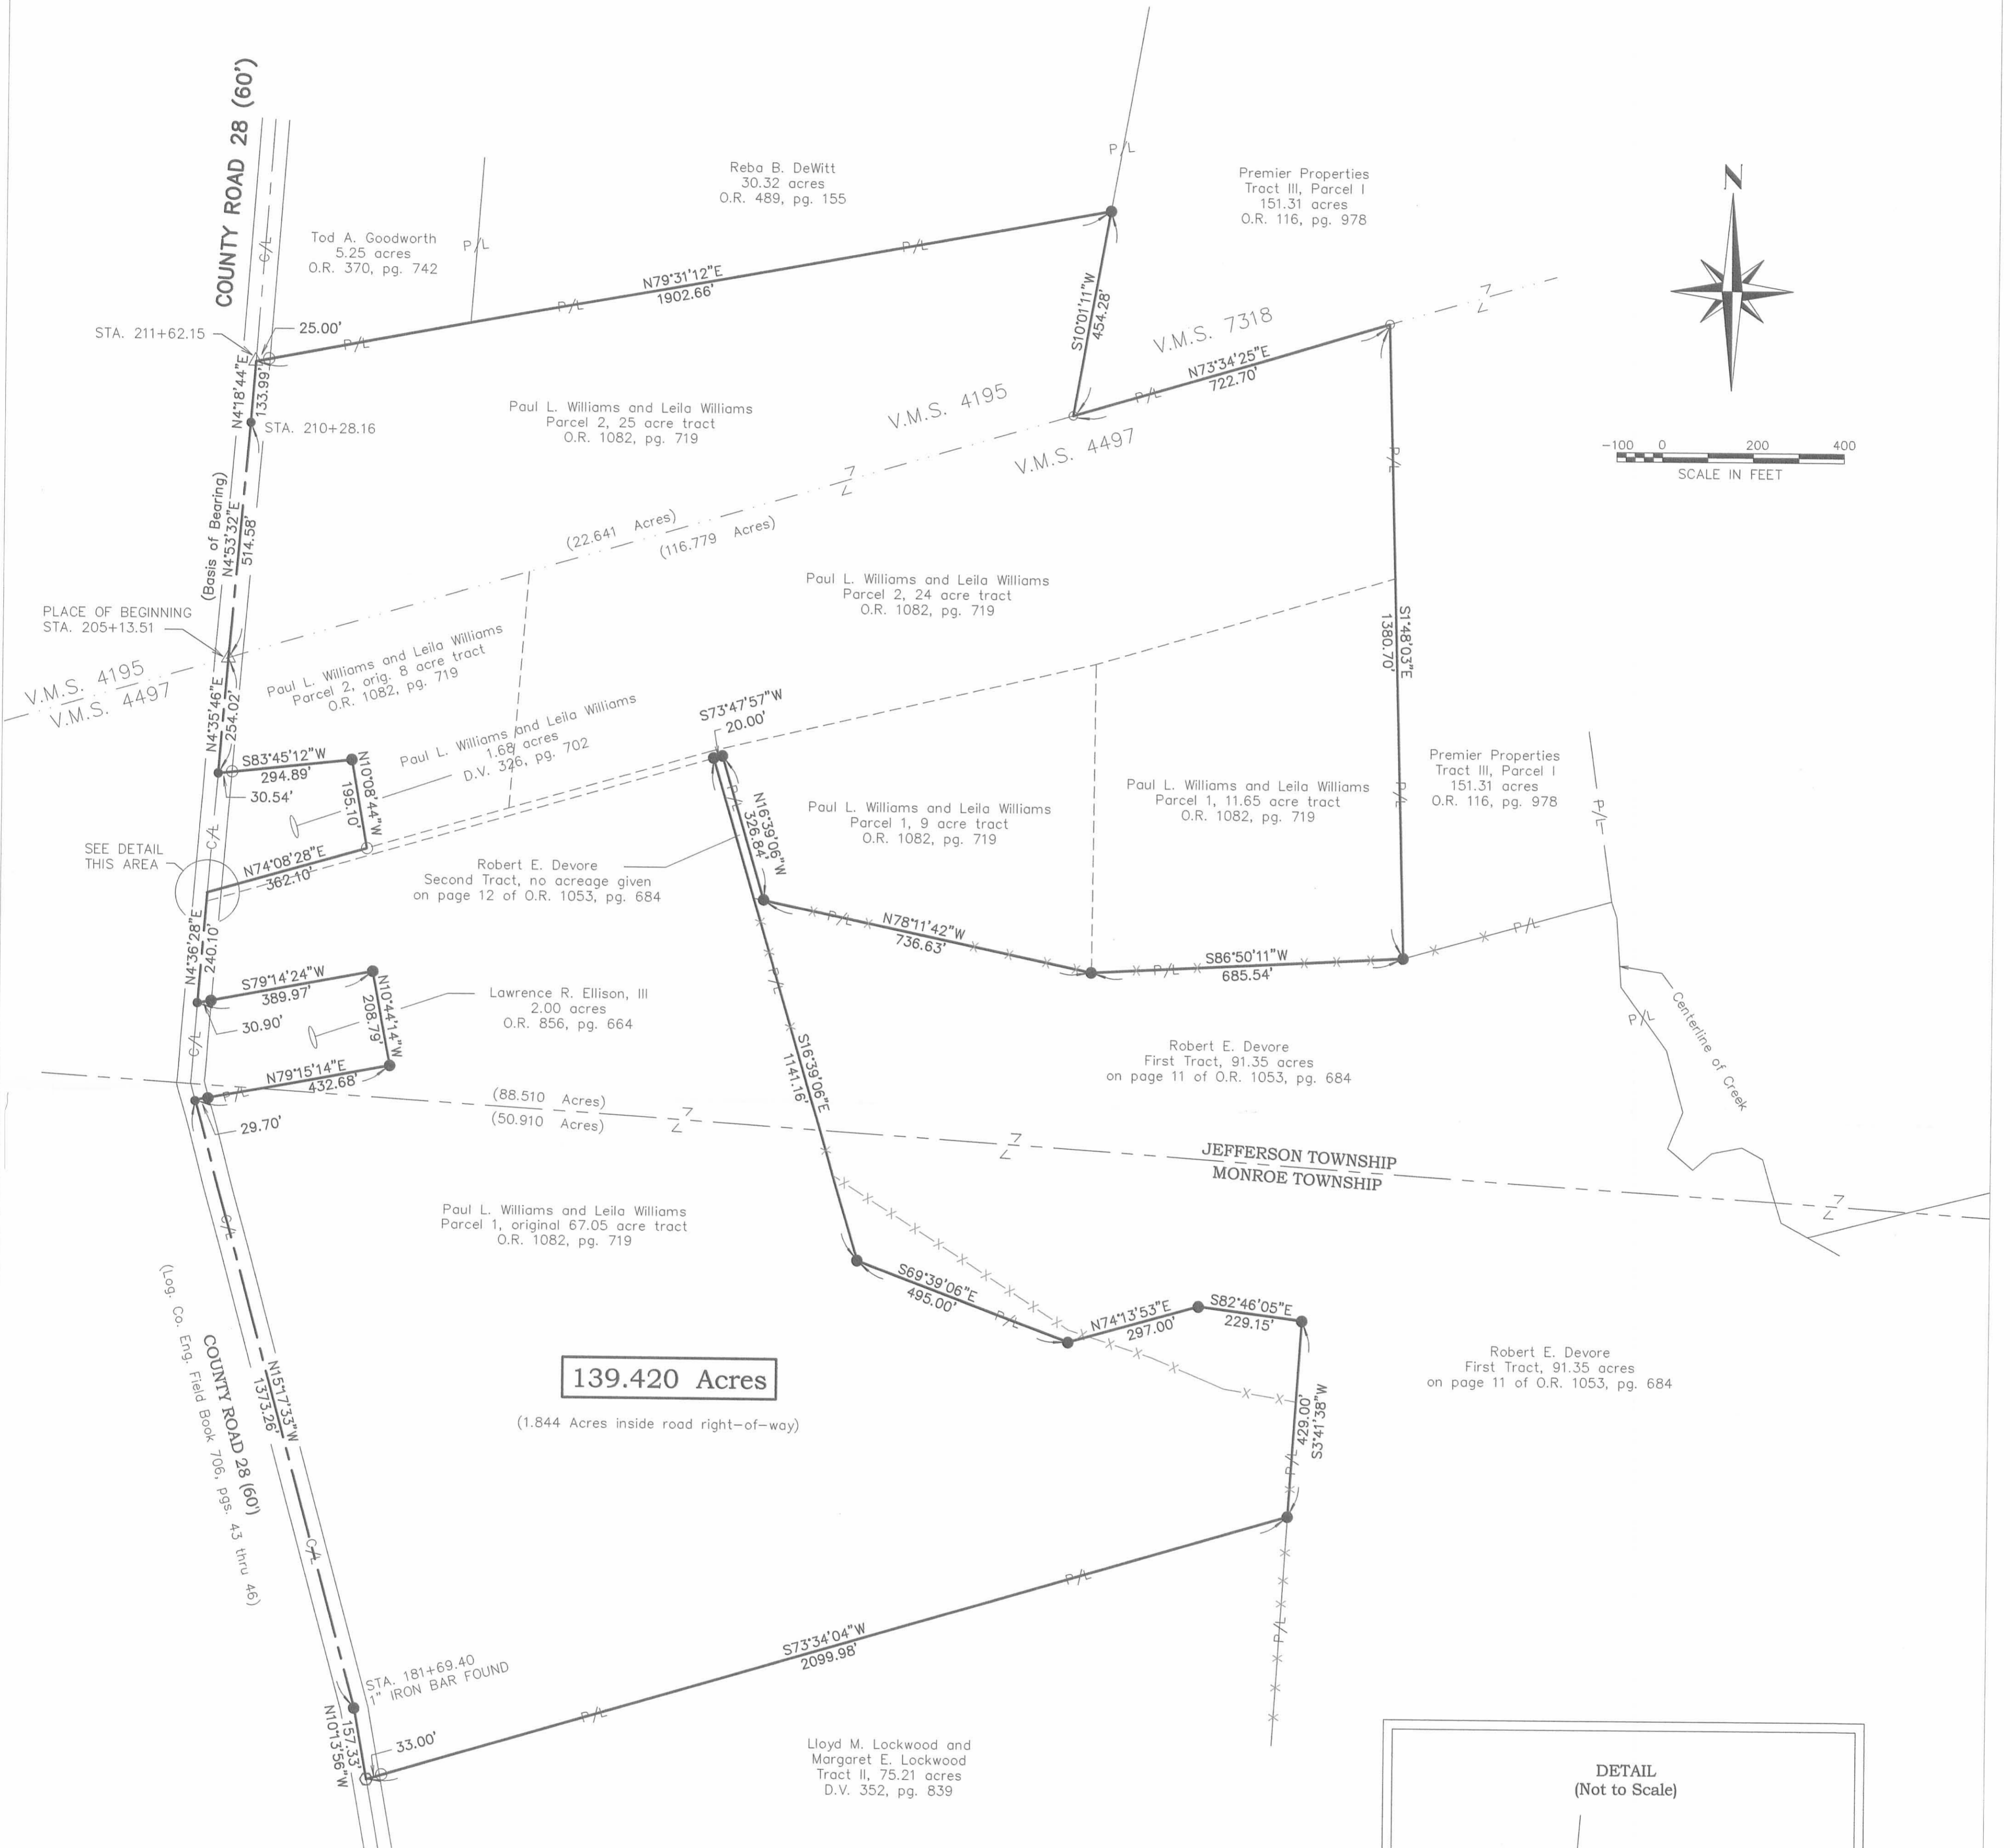 COUNTY ROAD 28 (60')
C/L
Tod A. Goodworth
5.25 acres
O.R. 370, pg. 742
P/L
Reba B. DeWitt
30.32 acres
O.R. 489, pg. 155
P/L
Premier Properties
Tract III, Parcel I
151.31 acres
O.R. 116, pg. 978
N
STA. 211+62.15
25.00'
P/L
P/L
N79°31'12"E
1902.66'
P/L
S10°01'11"W
454.28'
V.M.S. 7318
N73°34'25"E
722.70'
P/L
Z
Z
-100 0 200 400
SCALE IN FEET
N4°18'44"E
133.99'
STA. 210+28.16
Paul L. Williams and Leila Williams
Parcel 2, 25 acre tract
O.R. 1082, pg. 719
V.M.S. 4195
V.M.S. 4497
Z
Z
P/L
(Basis of Bearing)
N4°53'32"E
514.58'
(22.641 Acres)
(116.779 Acres)
Paul L. Williams and Leila Williams
Parcel 2, 24 acre tract
O.R. 1082, pg. 719
S1°48'03"E
1380.70'
PLACE OF BEGINNING
STA. 205+13.51
V.M.S. 4195
V.M.S. 4497
Paul L. Williams and Leila Williams
Parcel 2, orig. 8 acre tract
O.R. 1082, pg. 719
N4°35'46"E
254.02'
S83°45'12"W
294.89'
30.54'
N10°08'44"W
195.10'
Paul L. Williams and Leila Williams
1.68 acres
D.V. 326, pg. 702
S73°47'57"W
20.00'
P/L
N16°39'06"W
326.84'
Paul L. Williams and Leila Williams
Parcel 1, 9 acre tract
O.R. 1082, pg. 719
Paul L. Williams and Leila Williams
Parcel 1, 11.65 acre tract
O.R. 1082, pg. 719
P/L
Premier Properties
Tract III, Parcel I
151.31 acres
O.R. 116, pg. 978
P/L
C/L
SEE DETAIL
THIS AREA
N74°08'28"E
362.10'
Robert E. Devore
Second Tract, no acreage given
on page 12 of O.R. 1053, pg. 684
P/L
N78°11'42"W
736.63'
P/L
S86°50'11"W
685.54'
P/L
P/L
P/L
Centerline of Creek
N4°36'28"E
240.10'
S79°14'24"W
389.97'
30.90'
N10°44'14"W
208.79'
Lawrence R. Ellison, III
2.00 acres
O.R. 856, pg. 664
C/L
N79°15'14"E
432.68'
P/L
29.70'
S16°39'06"E
1141.16'
Robert E. Devore
First Tract, 91.35 acres
on page 11 of O.R. 1053, pg. 684
(88.510 Acres)
(50.910 Acres)
Z
Z
Z
Z
JEFFERSON TOWNSHIP
MONROE TOWNSHIP
Z
Z
Paul L. Williams and Leila Williams
Parcel 1, original 67.05 acre tract
O.R. 1082, pg. 719
C/L
S69°39'06"E
495.00'
P/L
N74°13'53"E
297.00'
S82°46'05"E
229.15'
Robert E. Devore
First Tract, 91.35 acres
on page 11 of O.R. 1053, pg. 684
139.420 Acres
(1.844 Acres inside road right-of-way)
429.00'
S3°41'38"W
P/L
N15°17'33"W
1373.26'
COUNTY ROAD 28 (60')
(Log. Co. Eng. Field Book 706, pgs. 43 thru 46)
C/L
P/L
S73°34'04"W
2099.98'
P/L
P/L
STA. 181+69.40
1" IRON BAR FOUND
157.33'
N10°13'56"W
33.00'
Lloyd M. Lockwood and
Margaret E. Lockwood
Tract II, 75.21 acres
D.V. 352, pg. 839
DETAIL
(Not to Scale)